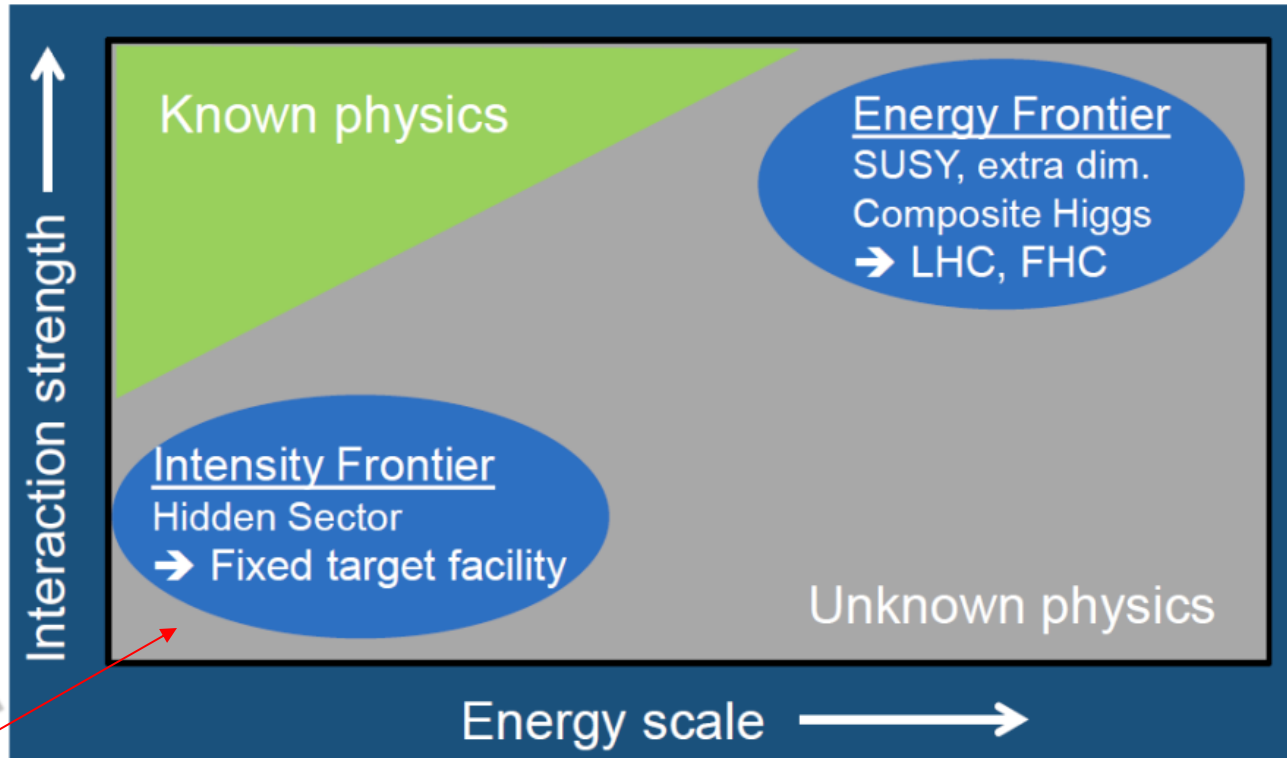 Known physics
Energy Frontier
SUSY, extra dim.
Composite Higgs
➔ LHC, FHC
Interaction strength
Intensity Frontier
Hidden Sector
➔ Fixed target facility
Unknown physics
Energy scale